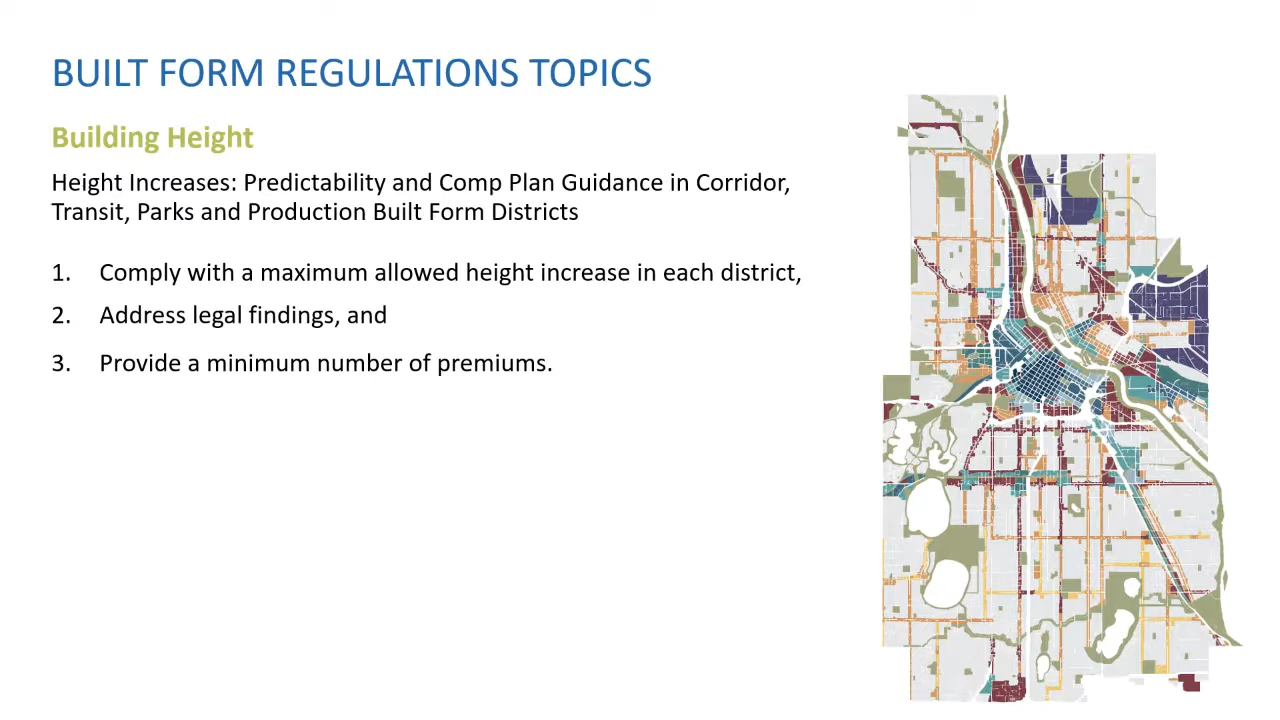 BUILT FORM REGULATIONS TOPICS
Building Height
Height Increases: Predictability and Comp Plan Guidance in Corridor,
Transit, Parks and Production Built Form Districts
1. Comply with a maximum allowed height increase in each district,
2. Address legal findings, and
3. Provide a minimum number of premiums.